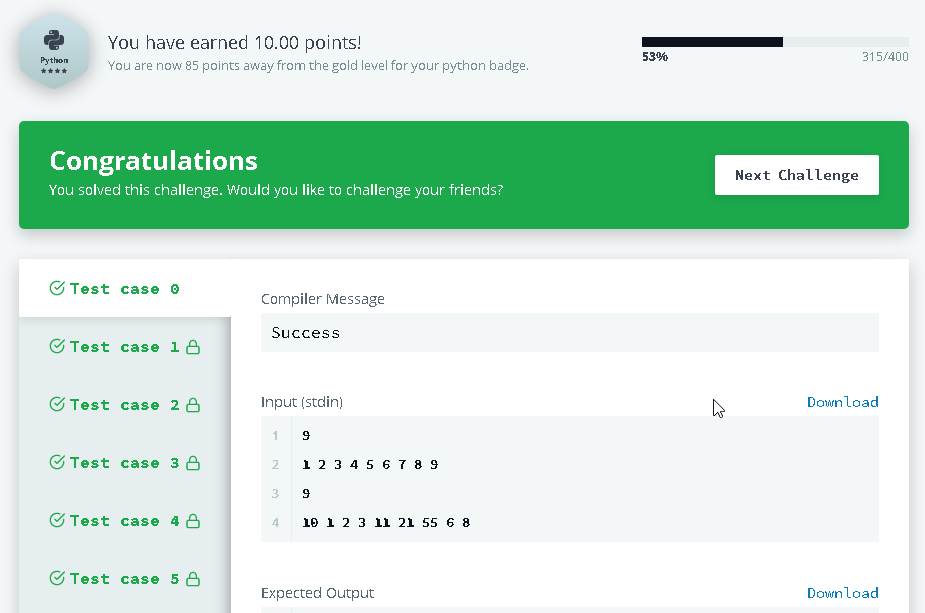 Python
You have earned 10.00 points!
You are now 85 points away from the gold level for your python badge.
53%
315/400
Congratulations
You solved this challenge. Would you like to challenge your friends?
Next Challenge
Test case 0
Test case 1
Test case 2
Test case 3
Test case 4
Test case 5
Compiler Message
Success
Input (stdin)
Download
1 9
2 1 2 3 4 5 6 7 8 9
3 9
4 10 1 2 3 11 21 55 6 8
Expected Output
Download